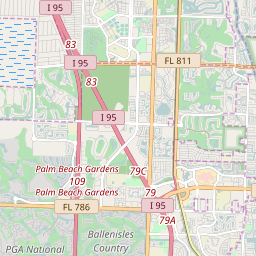 83
I 95
FL 811
83
I 95
Palm Beach Gardens
79C
109
79
Palm Beach Gardens
FL 786
I 95
79A
Ballenisles
Country
PGA National